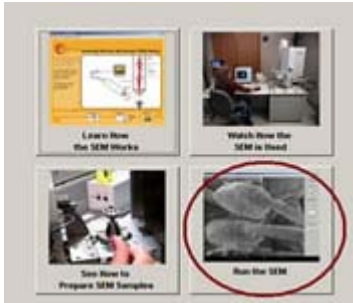 Learn How
the SEM Works
Watch How the
SEM is Used
See How to
Prepare SEM Samples
Run the SEM